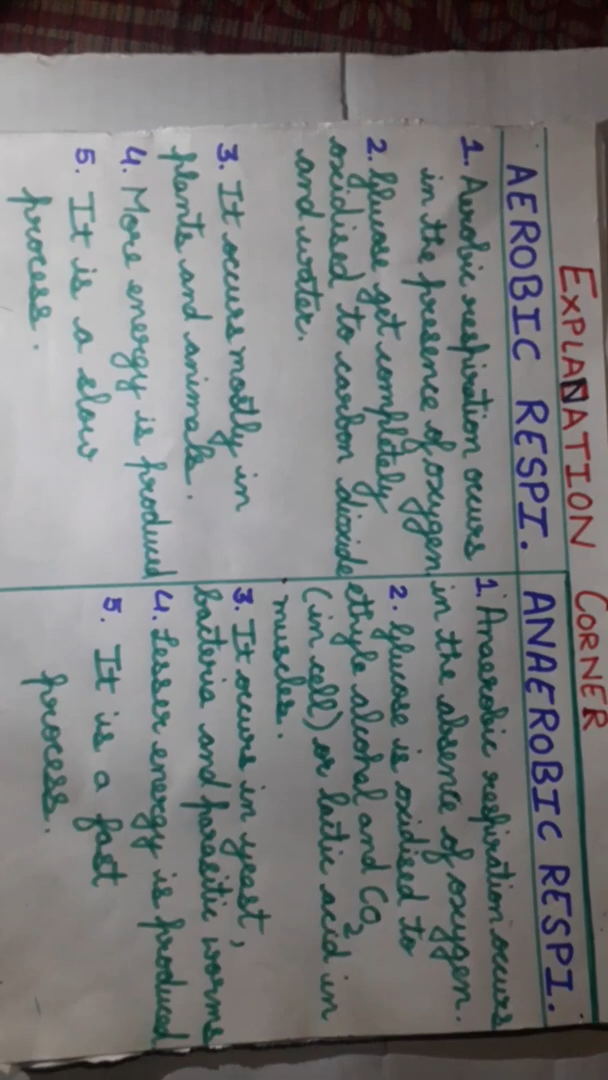 EXPLANATION CORNER
AEROBIC RESPI.
1. Aerobic respiration occurs
in the presence of oxygen
2. Glucose get completely
oxidised to carbon dioxide
and water.
3. It occurs mostly in
plants and animals.
4. More energy is produced
5. It is a slow
process.
ANAEROBIC RESPI.
1. Anaerobic respiration occurs
in the absence of oxygen.
2. Glucose is oxidised to
ethyle alcohal and CO2
(in cell) or lactic acid in
muscles.
3. It occurs in yeast,
bacteria and parasitic worms
4. Lesser energy is produced
5. It is a fast
process.